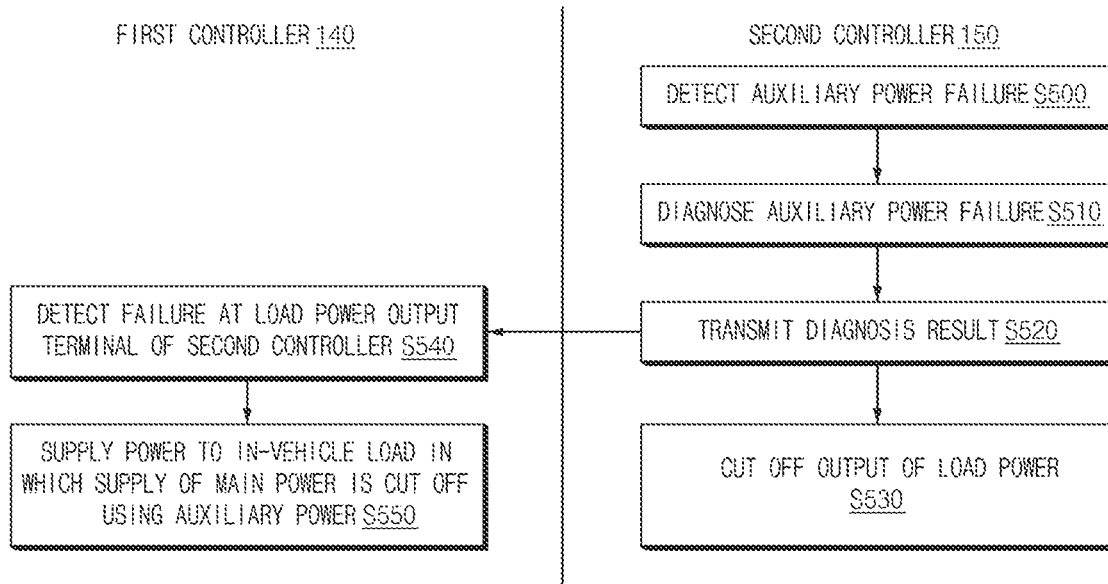 FIRST CONTROLLER 140
SECOND CONTROLLER 150
DETECT AUXILIARY POWER FAILURE S500
DIAGNOSE AUXILIARY POWER FAILURE S510
TRANSMIT DIAGNOSIS RESULT S520
CUT OFF OUTPUT OF LOAD POWER
S530
DETECT FAILURE AT LOAD POWER OUTPUT
TERMINAL OF SECOND CONTROLLER S540
SUPPLY POWER TO IN-VEHICLE LOAD IN
WHICH SUPPLY OF MAIN POWER IS CUT OFF
USING AUXILIARY POWER S550